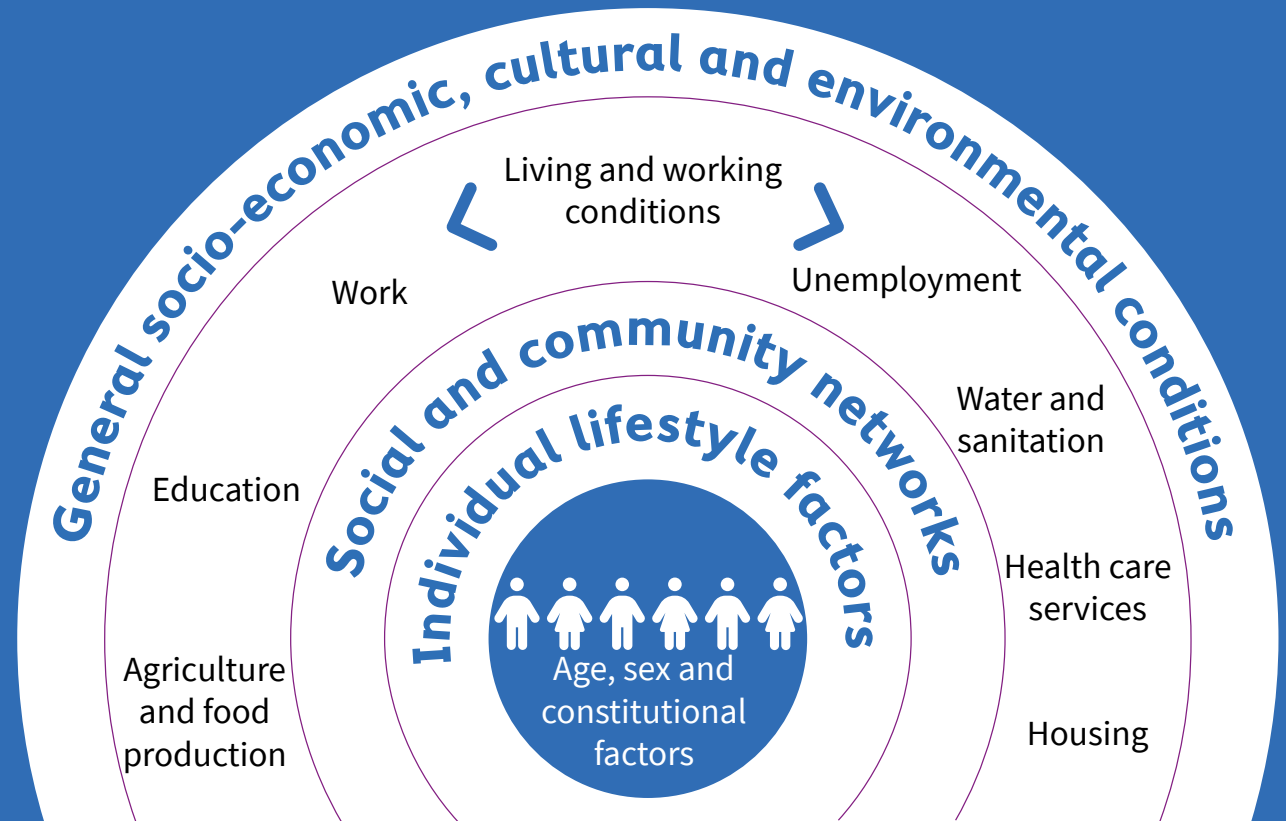 General socio-economic, cultural and environmental conditions
Living and working
conditions
Work
Unemployment
Social and community networks
Water and
sanitation
Individual lifestyle factors
Education
Health care
services
Agriculture
and food
production
Age, sex and
constitutional
factors
Housing